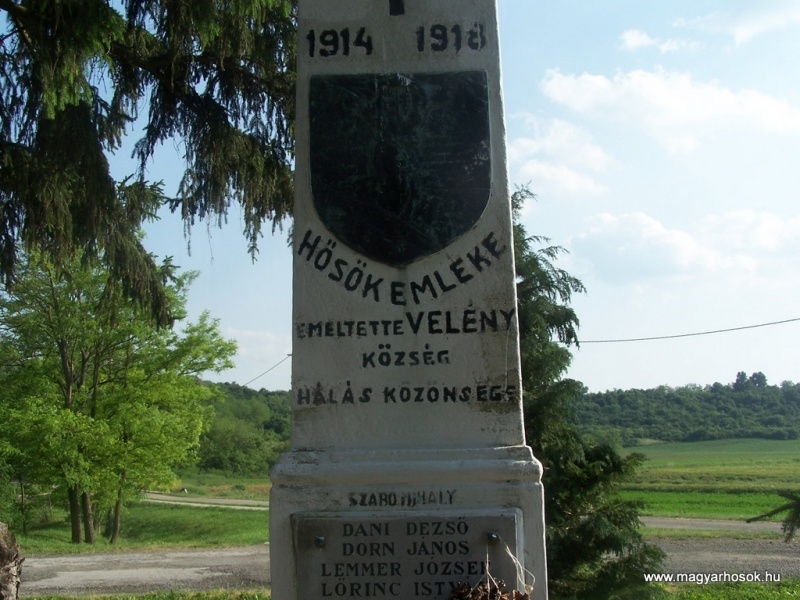 1914 1918
HŐSÖK EMLÉKE
EMELTETTE VELÉNY
KÖZSÉG
HÁLÁS KÖZÖNSÉGE
SZABÓ MIHÁLY
DANI DEZSŐ
DORN JÁNOS
LEMMER JÓZSEF
LŐRINC
www.magyarhosok.hu